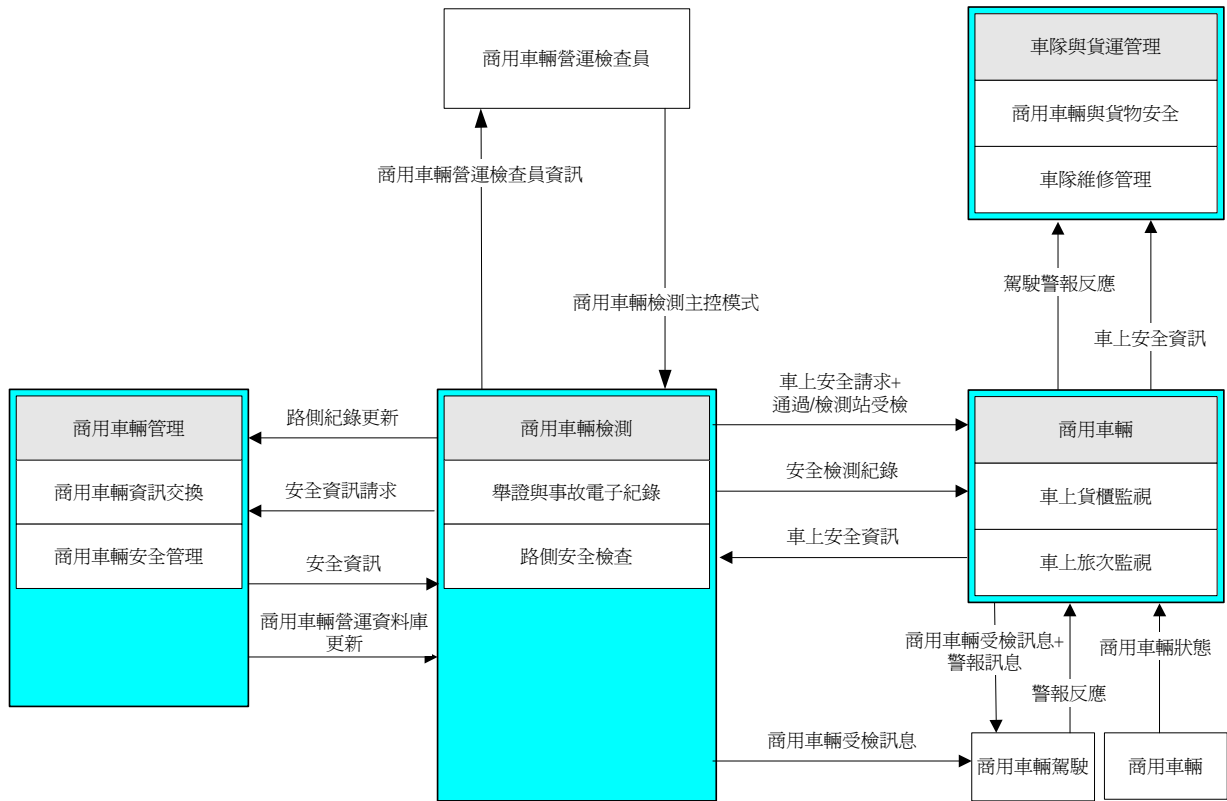 商用車輛營運檢查員
車隊與貨運管理
商用車輛與貨物安全
車隊維修管理
商用車輛營運檢查員資訊
商用車輛檢測主控模式
駕駛警報反應
車上安全資訊
商用車輛管理
商用車輛資訊交換
商用車輛安全管理
路側紀錄更新
安全資訊請求
安全資訊
商用車輛營運資料庫
更新
商用車輛檢測
舉證與事故電子紀錄
路側安全檢查
車上安全請求+
通過/檢測站受檢
安全檢測紀錄
車上安全資訊
商用車輛
車上貨櫃監視
車上旅次監視
商用車輛受檢訊息+
警報訊息
警報反應
商用車輛狀態
商用車輛受檢訊息
商用車輛駕駛
商用車輛